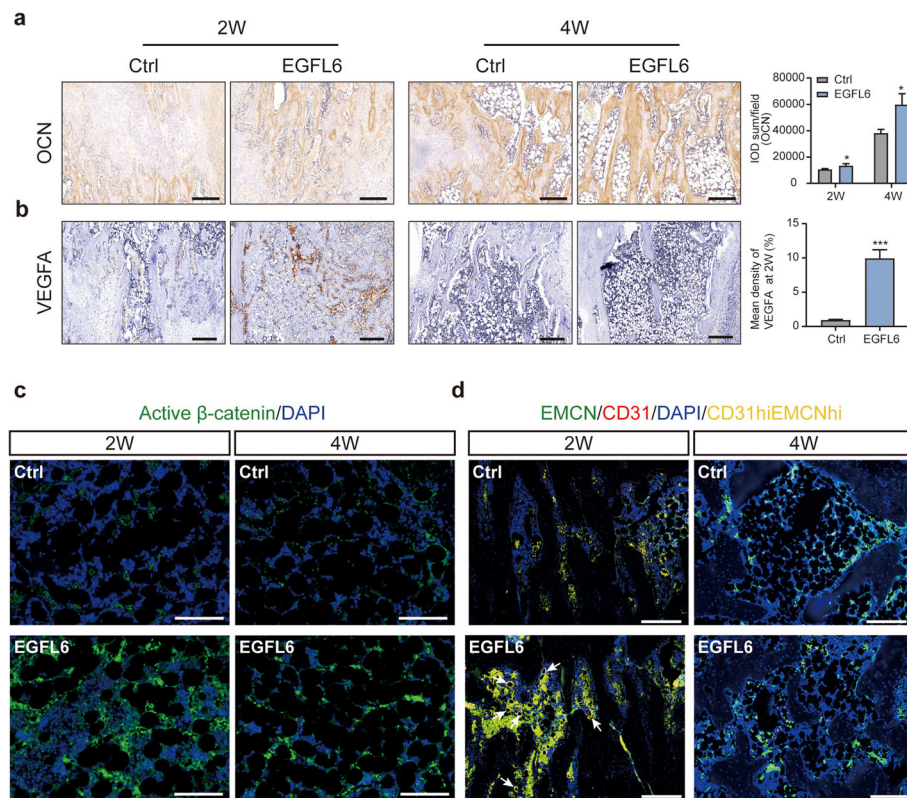 a
2W
4W
Ctrl
EGFL6
Ctrl
EGFL6
OCN
IOD sum/field
(OCN)
80000
60000
40000
20000
0
Ctrl
EGFL6
*
*
2W
4W
b
VEGFA
Mean density of
VEGFA at 2W (%)
15
10
5
0
***
Ctrl
EGFL6
c
Active β-catenin/DAPI
2W
4W
Ctrl
Ctrl
EGFL6
EGFL6
d
EMCN/CD31/DAPI/CD31hiEMCNhi
2W
4W
Ctrl
Ctrl
EGFL6
EGFL6